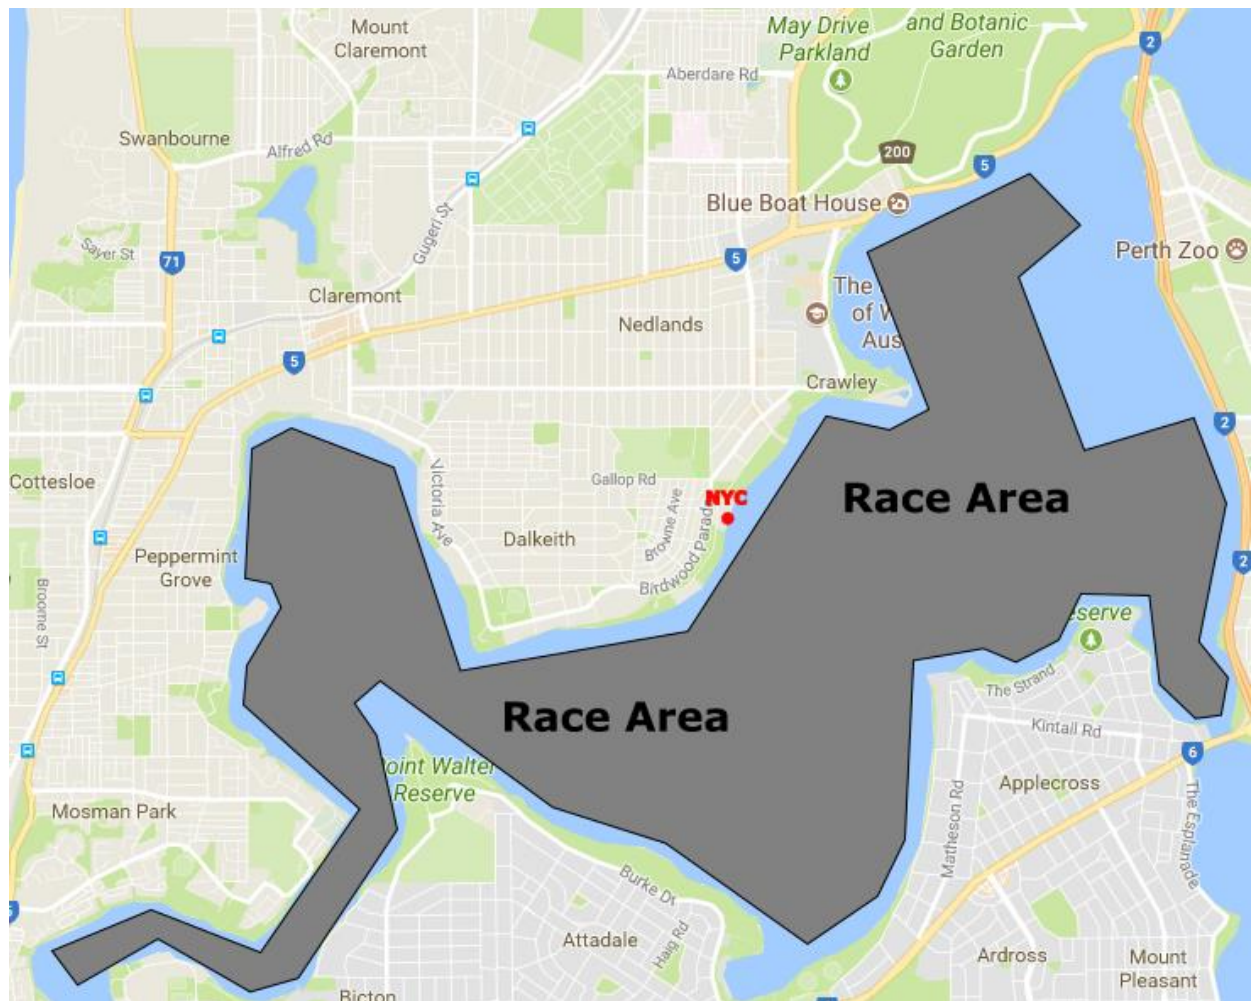 Mount
Claremont
May Drive
Parkland
and Botanic
Garden
2
Aberdare Rd
Swanbourne
Alfred Rd
200
5
Blue Boat House
Gugeri St
Sayer St
71
5
Perth Zoo
Claremont
The
of W
Aus
Nedlands
5
Crawley
2
Cottesloe
Victoria Ave
Gallop Rd
NYC
Race Area
Browne Ave
Birdwood Parad
Dalkeith
Peppermint
Grove
2
Broome St
eserve
The Strand
Race Area
Kintall Rd
6
Point Walter
Reserve
Applecross
Mosman Park
Matheson Rd
The Esplanade
Burke Dr
Haig Rd
Attadale
Ardross
Mount
Pleasant
Bicton